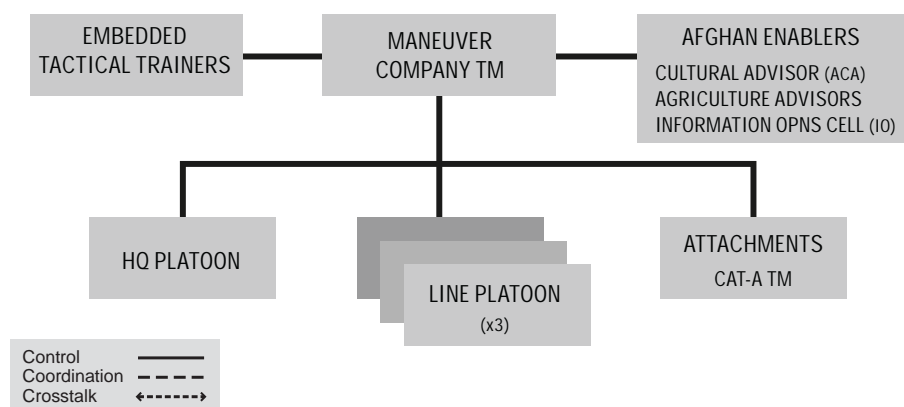 EMBEDDED
TACTICAL TRAINERS
MANEUVER
COMPANY TM
AFGHAN ENABLERS
CULTURAL ADVISOR (ACA)
AGRICULTURE ADVISORS
INFORMATION OPNS CELL (IO)
HQ PLATOON
LINE PLATOON
(x3)
ATTACHMENTS
CAT-A TM
Control
Coordination
Crosstalk